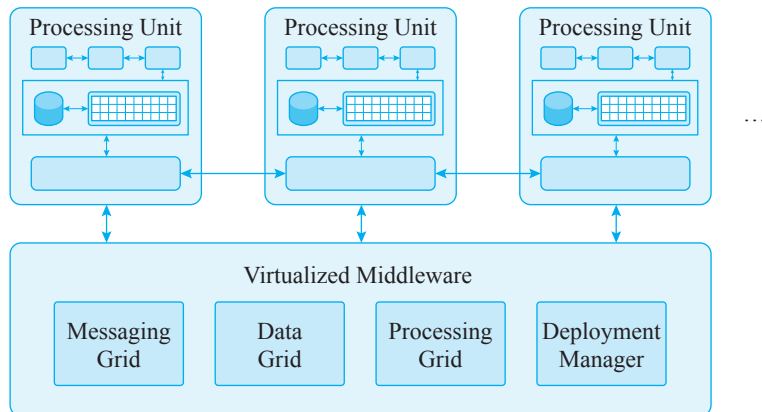 Processing Unit
Processing Unit
Processing Unit
...
Virtualized Middleware
Messaging
Grid
Data
Grid
Processing
Grid
Deployment
Manager